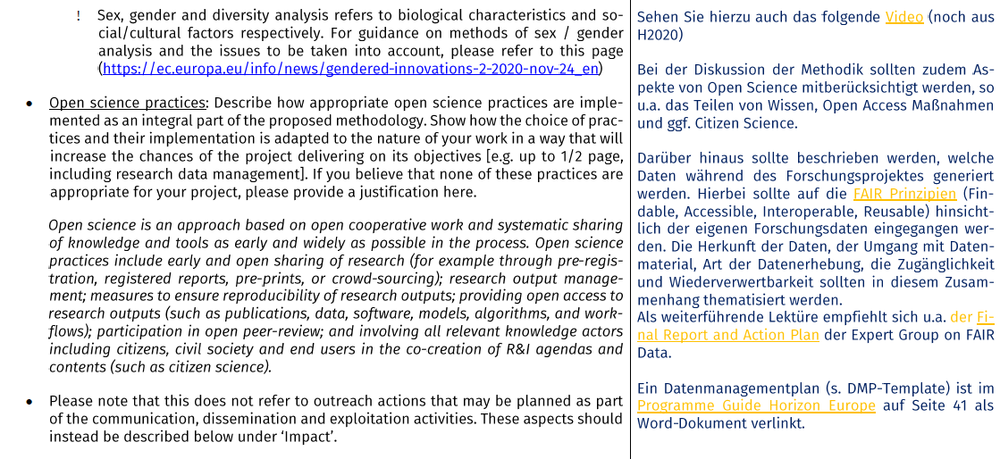 ! Sex, gender and diversity analysis refers to biological characteristics and so-
cial/cultural factors respectively. For guidance on methods of sex / gender
analysis and the issues to be taken into account, please refer to this page
(https://ec.europa.eu/info/news/gendered-innovations-2-2020-nov-24_en)
• Open science practices: Describe how appropriate open science practices are imple-
mented as an integral part of the proposed methodology. Show how the choice of prac-
tices and their implementation is adapted to the nature of your work in a way that will
increase the chances of the project delivering on its objectives [e.g. up to 1/2 page,
including research data management]. If you believe that none of these practices are
appropriate for your project, please provide a justification here.
Open science is an approach based on open cooperative work and systematic sharing
of knowledge and tools as early and widely as possible in the process. Open science
practices include early and open sharing of research (for example through pre-regis-
tration, registered reports, pre-prints, or crowd-sourcing); research output manage-
ment; measures to ensure reproducibility of research outputs; providing open access to
research outputs (such as publications, data, software, models, algorithms, and work-
flows); participation in open peer-review; and involving all relevant knowledge actors
including citizens, civil society and end users in the co-creation of R&I agendas and
contents (such as citizen science).
• Please note that this does not refer to outreach actions that may be planned as part
of the communication, dissemination and exploitation activities. These aspects should
instead be described below under ‘Impact’.
Sehen Sie hierzu auch das folgende Video (noch aus
H2020)
Bei der Diskussion der Methodik sollten zudem As-
pekte von Open Science mitberücksichtigt werden, so
u.a. das Teilen von Wissen, Open Access Maßnahmen
und ggf. Citizen Science.
Darüber hinaus sollte beschrieben werden, welche
Daten während des Forschungsprojektes generiert
werden. Hierbei sollte auf die FAIR Prinzipien (Fin-
dable, Accessible, Interoperable, Reusable) hinsicht-
lich der eigenen Forschungsdaten eingegangen wer-
den. Die Herkunft der Daten, der Umgang mit Daten-
material, Art der Datenerhebung, die Zugänglichkeit
und Wiederverwertbarkeit sollten in diesem Zusam-
menhang thematisiert werden.
Als weiterführende Lektüre empfiehlt sich u.a. der Fi-
nal Report and Action Plan der Expert Group on FAIR
Data.
Ein Datenmanagementplan (s. DMP-Template) ist im
Programme Guide Horizon Europe auf Seite 41 als
Word-Dokument verlinkt.